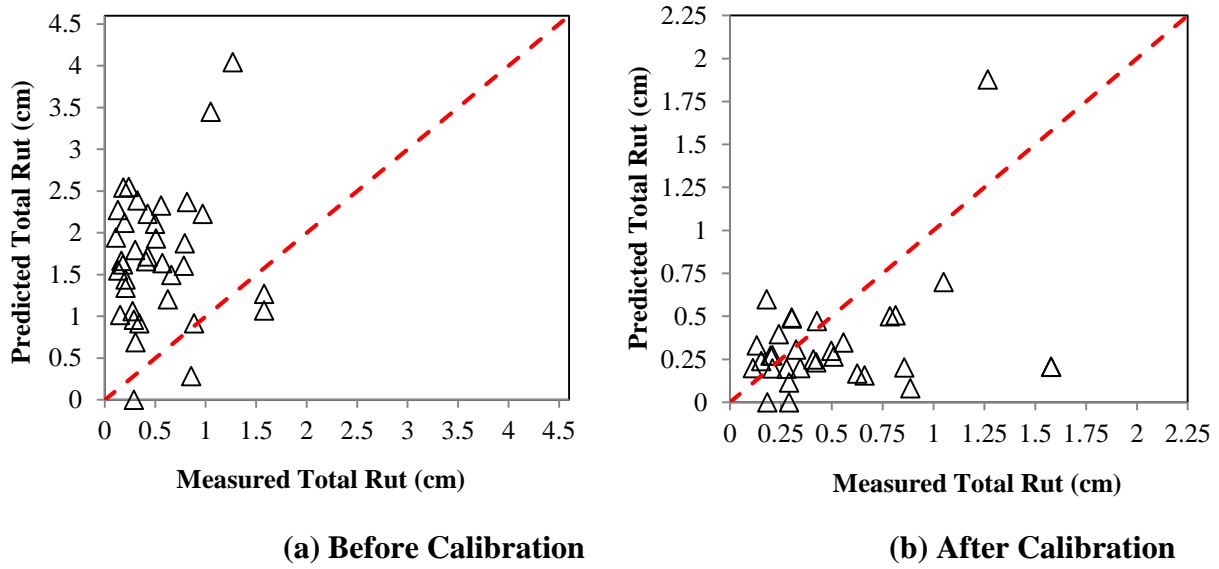 Predicted Total Rut (cm)
4.5
4
3.5
3
2.5
2
1.5
1
0.5
0
0 0.5 1 1.5 2 2.5 3 3.5 4 4.5
Measured Total Rut (cm)
(a) Before Calibration
Predicted Total Rut (cm)
2.25
2
1.75
1.5
1.25
1
0.75
0.5
0.25
0
0 0.25 0.5 0.75 1 1.25 1.5 1.75 2 2.25
Measured Total Rut (cm)
(b) After Calibration